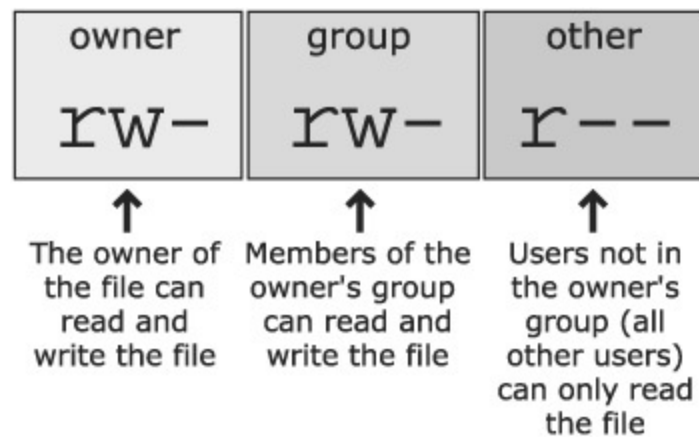 owner
group
other
rw-
rw-
r--
The owner of
the file can
read and
write the file
Members of the
owner's group
can read and
write the file
Users not in
the owner's
group (all
other users)
can only read
the file